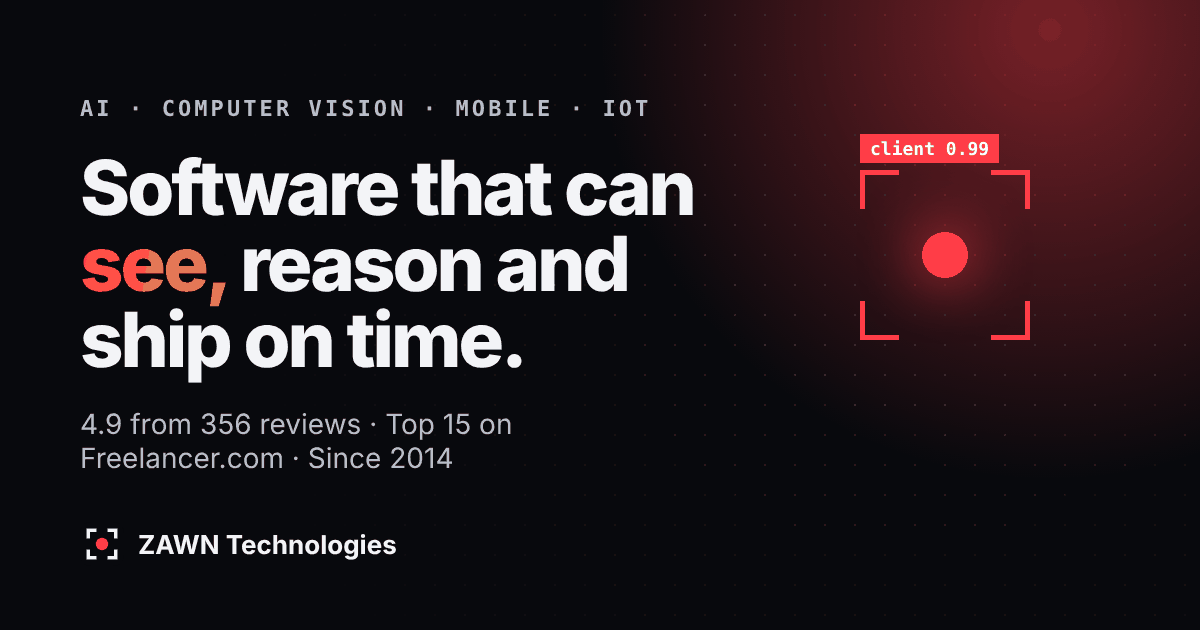 AI · COMPUTER VISION · MOBILE · IOT
Software that can
see, reason and
ship on time.
4.9 from 356 reviews · Top 15 on
Freelancer.com · Since 2014
ZAWN Technologies
client 0.99